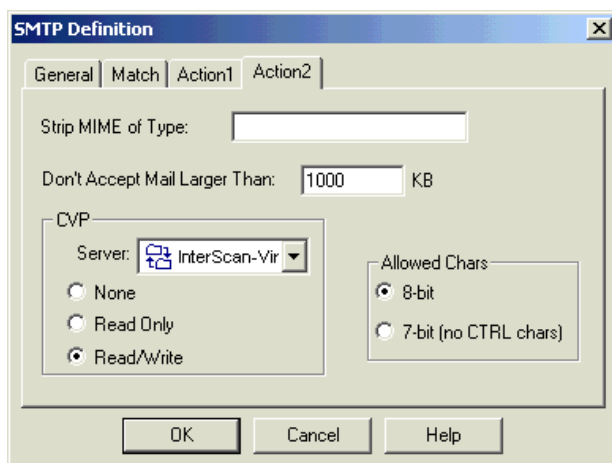 SMTP Definition
General Match Action1 Action2
Strip MIME of Type:
Don't Accept Mail Larger Than: 1000 KB
CVP
Server: InterScan-Vir
None
Read Only
Read/Write
Allowed Chars
8-bit
7-bit (no CTRL chars)
OK Cancel Help